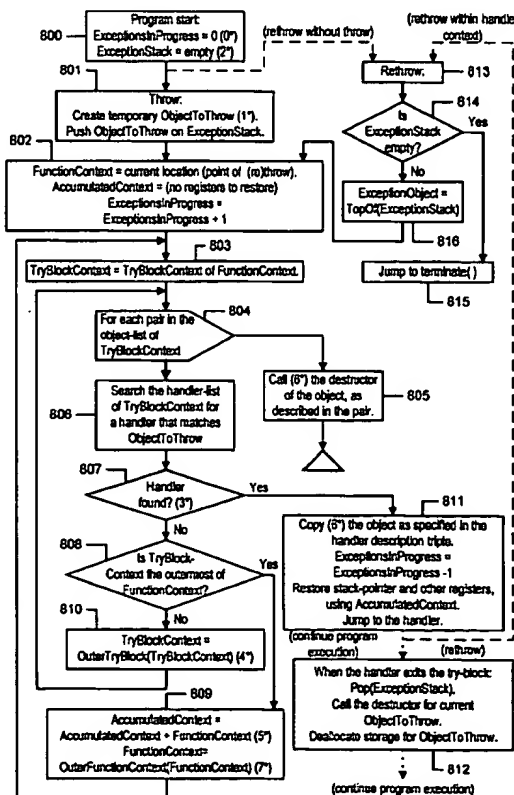 800
Program start:
ExceptionsInProgress = 0 (0*)
ExceptionStack = empty (2*)
(rethrow without throw)
(rethrow within handler
context)
801
Throw:
Create temporary ObjectToThrow (1*).
Push ObjectToThrow on ExceptionStack.
Rethrow:
813
814
Is
ExceptionStack
empty?
Yes
No
802
FunctionContext = current location (point of (re)throw).
AccumulatedContext = (no registers to restore)
ExceptionsInProgress =
ExceptionsInProgress + 1
ExceptionObject =
TopOf(ExceptionStack)
816
803
TryBlockContext = TryBlockContext of FunctionContext.
Jump to terminate( )
815
804
For each pair in the
object-list of
TryBlockContext
Call (6*) the destructor
of the object, as
described in the pair.
805
806
Search the handler-list
of TryBlockContext for
a handler that matches
ObjectToThrow
807
Handler
found? (3*)
Yes
No
811
Copy (6*) the object as specified in the
handler description triple.
ExceptionsInProgress =
ExceptionsInProgress -1
Restore stack-pointer and other registers,
using AccumulatedContext.
Jump to the handler.
808
Is TryBlock-
Context the outermost of
FunctionContext?
Yes
No
810
TryBlockContext =
OuterTryBlock(TryBlockContext) (4*)
(continue program
execution)
(rethrow)
When the handler exits the try-block:
Pop(ExceptionStack),
Call the destructor for current
ObjectToThrow.
Deallocate storage for ObjectToThrow.
812
809
AccumulatedContext =
AccumulatedContext + FunctionContext (5*)
FunctionContext=
OuterFunctionContext(FunctionContext) (7*)
(continue program execution)